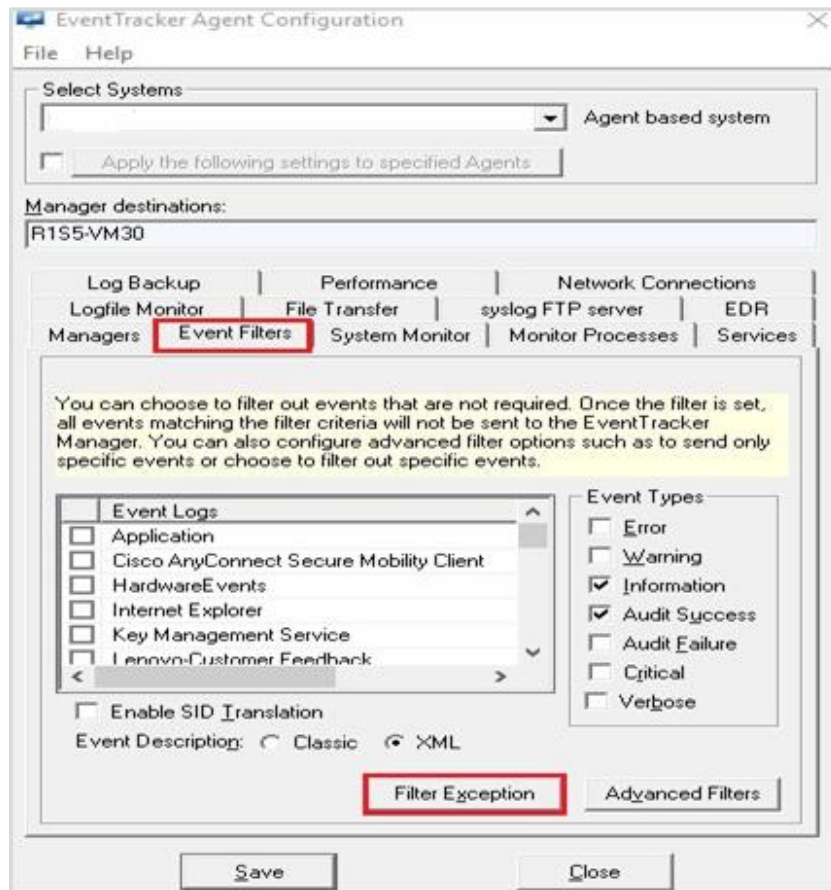 EventTracker Agent Configuration
File Help
Select Systems
Agent based system
Apply the following settings to specified Agents
Manager destinations:
R1S5-VM30
Log Backup Performance Network Connections
Logfile Monitor File Transfer syslog FTP server EDR
Managers Event Filters System Monitor Monitor Processes Services
You can choose to filter out events that are not required. Once the filter is set,
all events matching the filter criteria will not be sent to the EventTracker
Manager. You can also configure advanced filter options such as to send only
specific events or choose to filter out specific events.
Event Logs
Application
Cisco AnyConnect Secure Mobility Client
HardwareEvents
Internet Explorer
Key Management Service
Lenovo-Customer Feedback
Event Types
Error
Warning
Information
Audit Success
Audit Failure
Critical
Verbose
Enable SID Translation
Event Description: Classic XML
Filter Exception Advanced Filters
Save Close